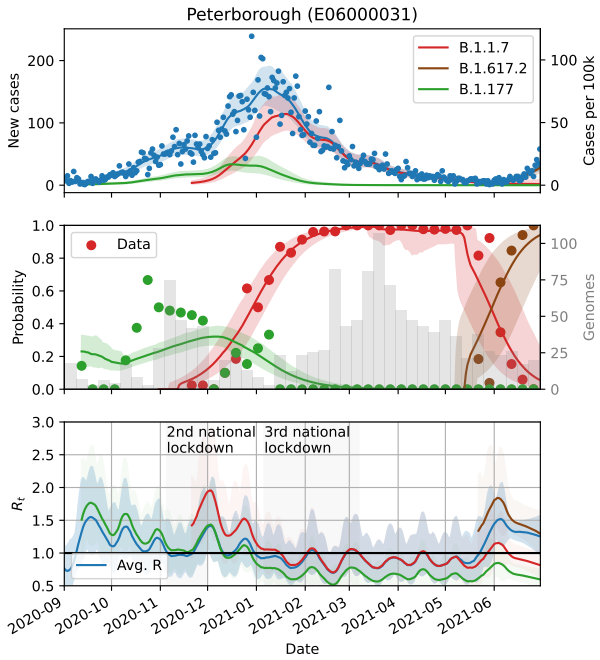 Peterborough (E06000031)
New cases
200
100
0
B.1.1.7
B.1.617.2
B.1.177
100
50
0
Cases per 100k
Probability
1.0
0.8
0.6
0.4
0.2
0.0
Data
100
75
50
25
0
Genomes
R_t
3.0
2.5
2.0
1.5
1.0
0.5
2nd national
lockdown
3rd national
lockdown
Avg. R
2020-09
2020-10
2020-11
2020-12
2021-01
2021-02
2021-03
2021-04
2021-05
2021-06
Date